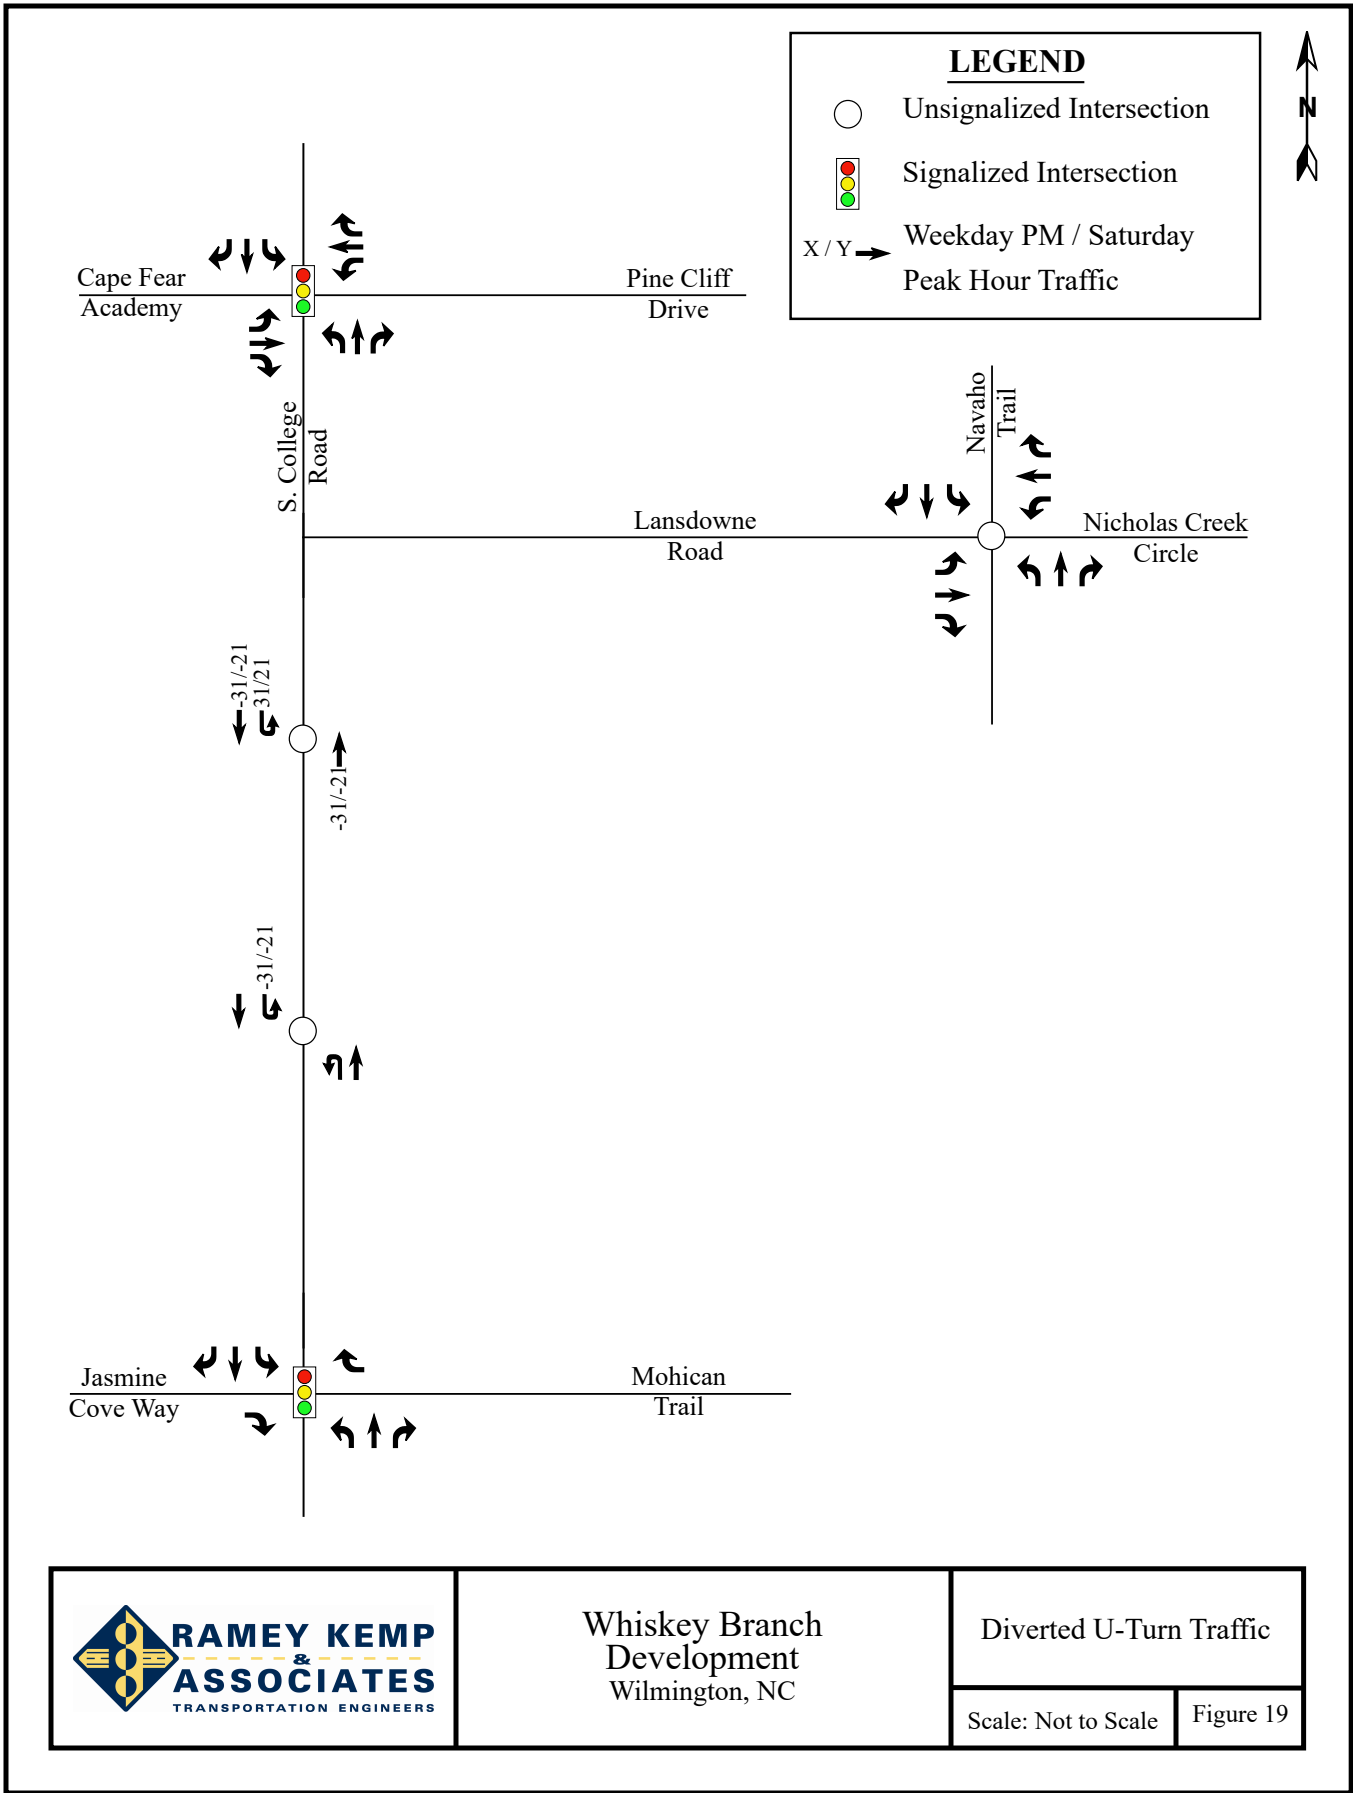 LEGEND
Unsignalized Intersection
Signalized Intersection
X / Y
Weekday PM / Saturday
Peak Hour Traffic
N
Cape Fear
Academy
Pine Cliff
Drive
S. College
Road
Navaho
Trail
Lansdowne
Road
Nicholas Creek
Circle
-31/-21
31/21
-31/-21
-31/-21
Jasmine
Cove Way
Mohican
Trail
RAMEY KEMP
&
ASSOCIATES
TRANSPORTATION ENGINEERS
Whiskey Branch
Development
Wilmington, NC
Diverted U-Turn Traffic
Scale: Not to Scale
Figure 19